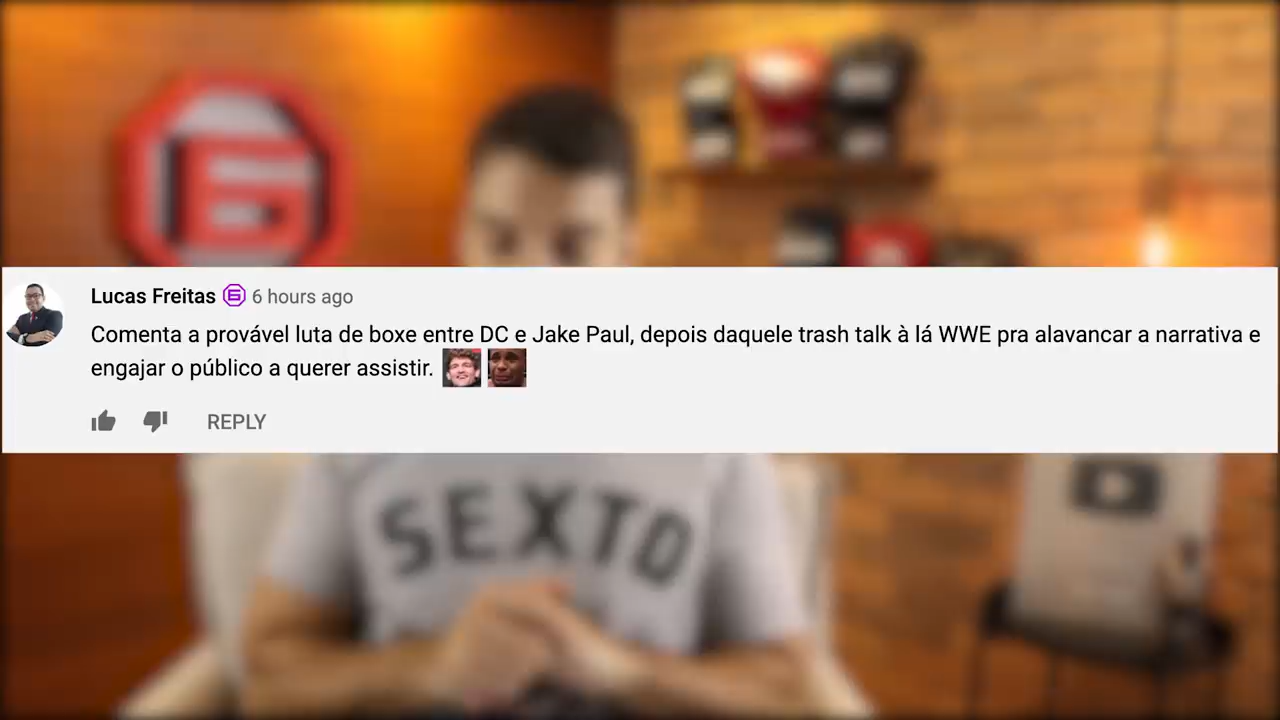 Lucas Freitas 6 hours ago
Comenta a provável luta de boxe entre DC e Jake Paul, depois daquele trash talk à lá WWE pra alavancar a narrativa e
engajar o público a querer assistir.
REPLY
SEXTO